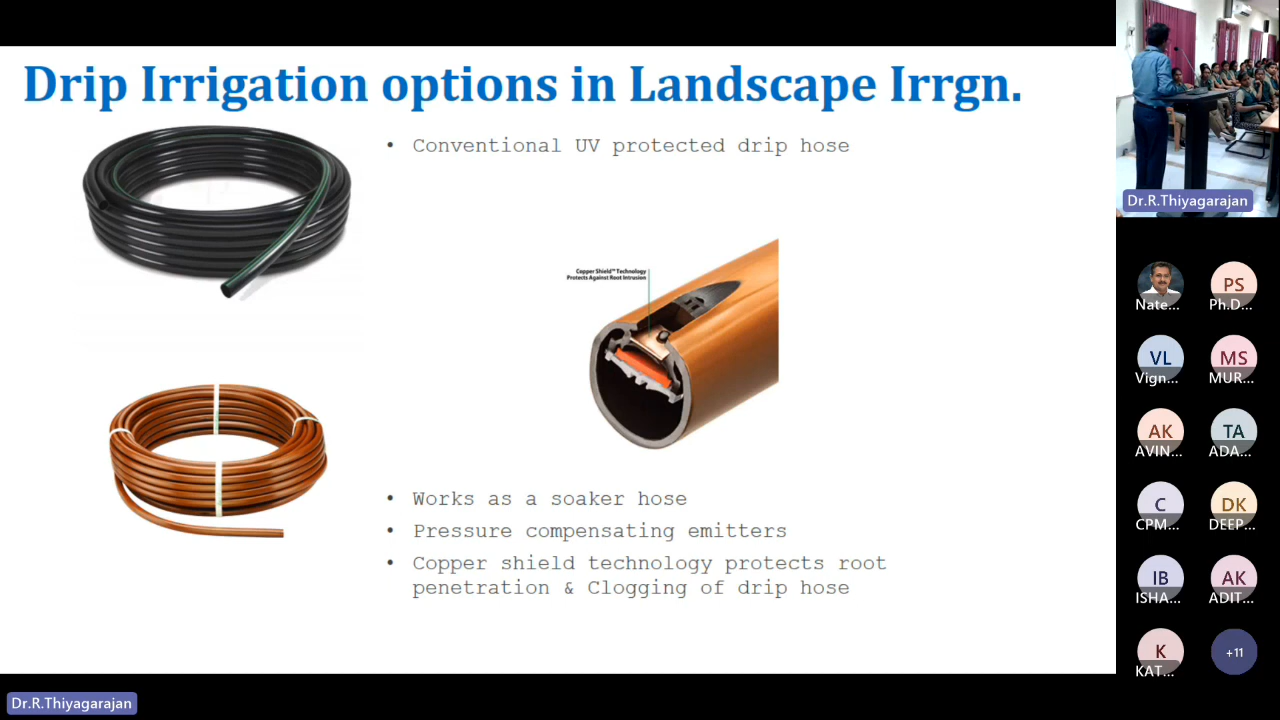 Drip Irrigation options in Landscape Irrgn.
• Conventional UV protected drip hose
Copper Shield™ Technology
Protects Against Root Intrusion
• Works as a soaker hose
• Pressure compensating emitters
• Copper shield technology protects root
penetration & Clogging of drip hose
Dr.R.Thiyagarajan
Nate...
PS
Ph.D...
VL
Vign...
MS
MUR...
AK
AVIN...
TA
ADA...
C
CPM...
DK
DEEP...
IB
ISHA...
AK
ADIT...
K
KAT...
+11
Dr.R.Thiyagarajan